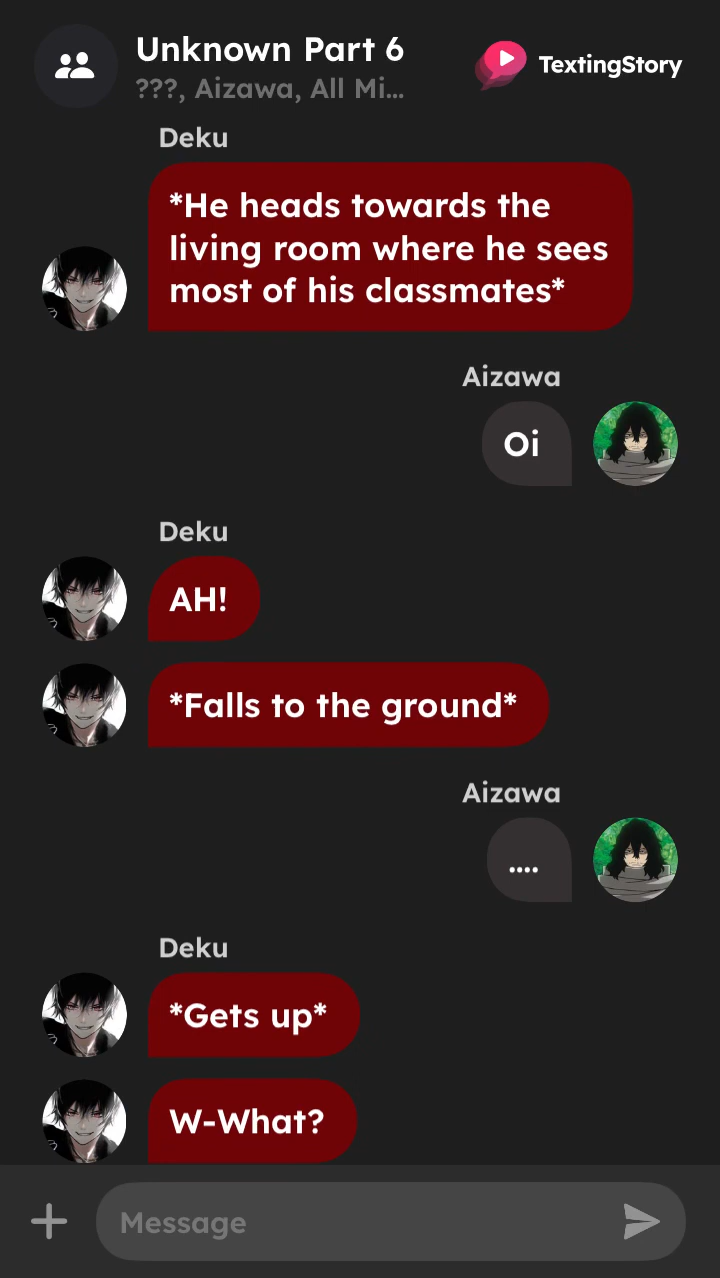 Unknown Part 6
???, Aizawa, All Mi...
TextingStory
Deku
*He heads towards the
living room where he sees
most of his classmates*
Aizawa
Oi
Deku
AH!
*Falls to the ground*
Aizawa
....
Deku
*Gets up*
W-What?
Message